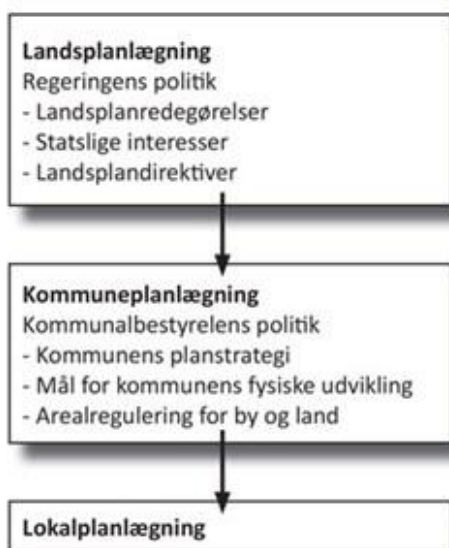 Landsplanlægning
Regeringens politik
- Landsplanredegørelser
- Statslige interesser
- Landsplandirektiver
Kommuneplanlægning
Kommunalbestyrelens politik
- Kommunens planstrategi
- Mål for kommunens fysiske udvikling
- Arealregulering for by og land
Lokalplanlægning